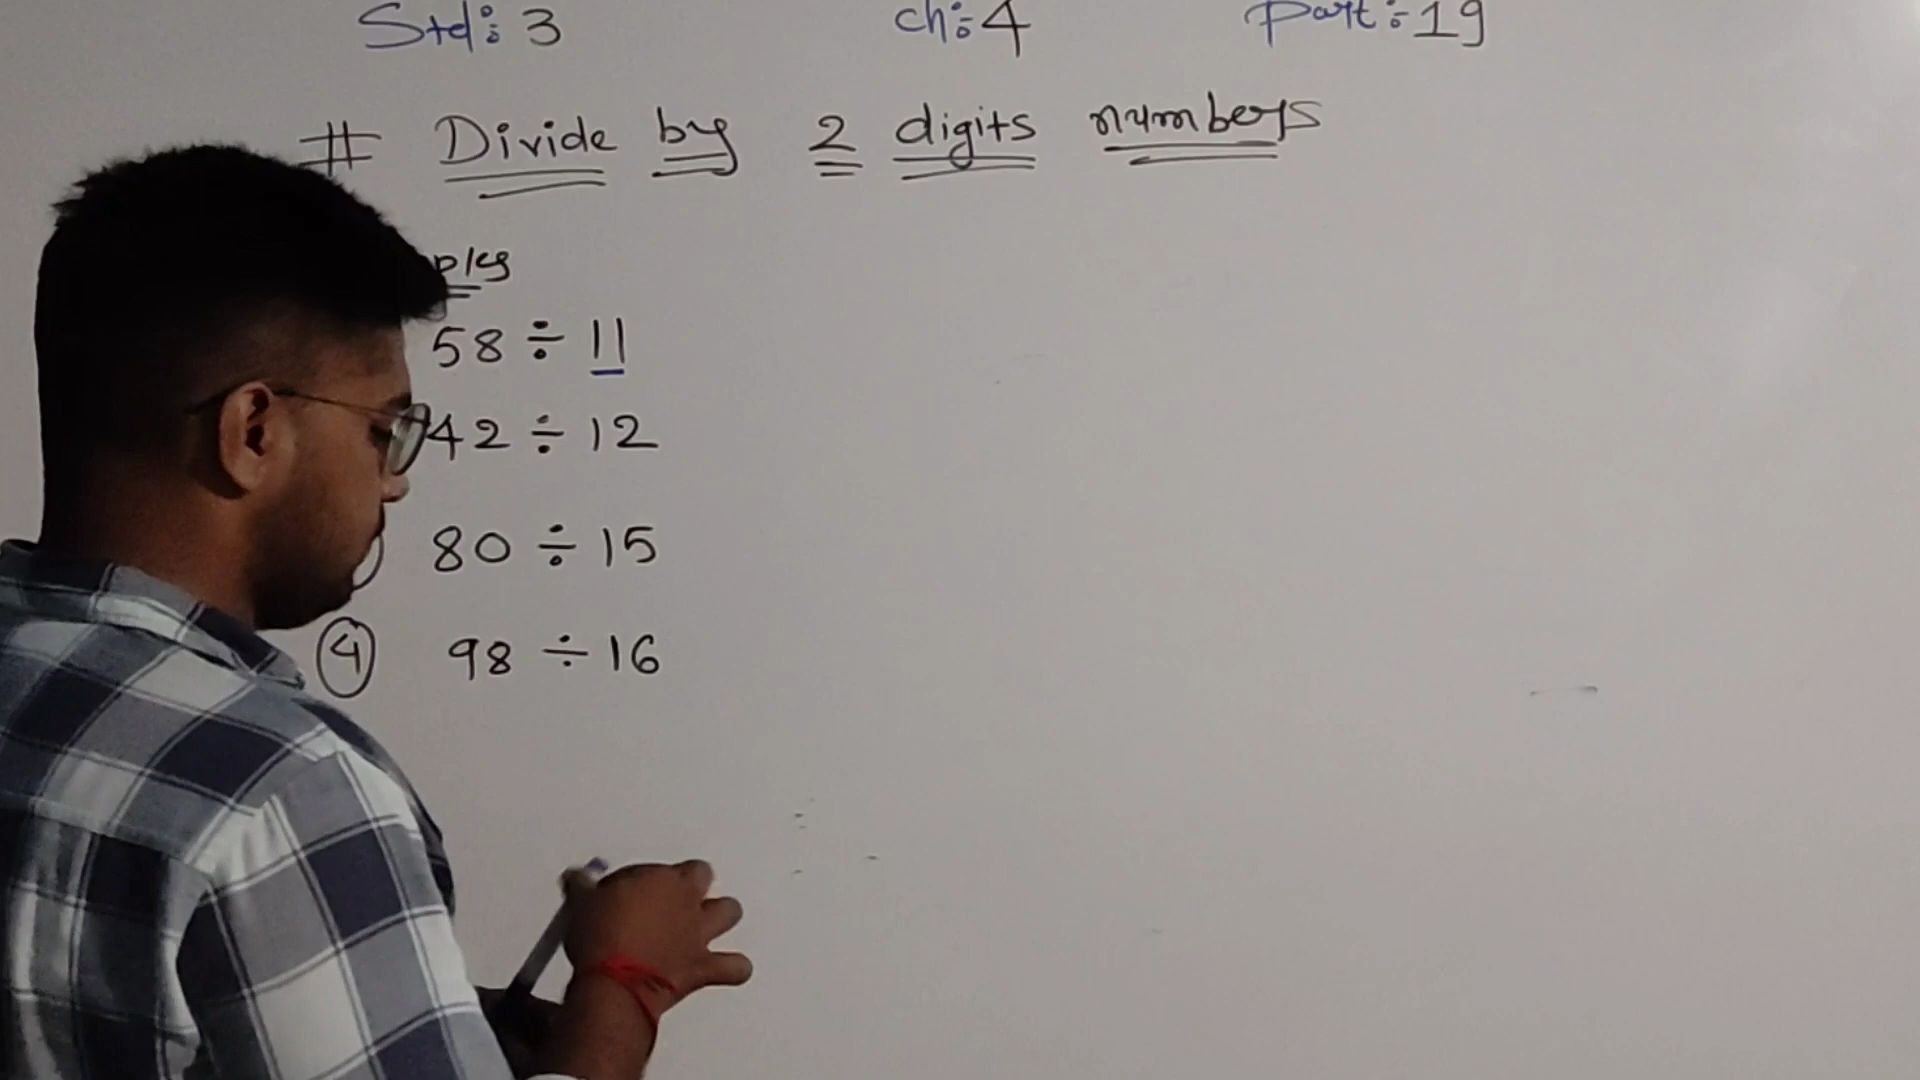 Std: 3 ch: 4 Part: 19
# Divide by 2 digits numbers
58 ÷ 11
42 ÷ 12
80 ÷ 15
④ 98 ÷ 16